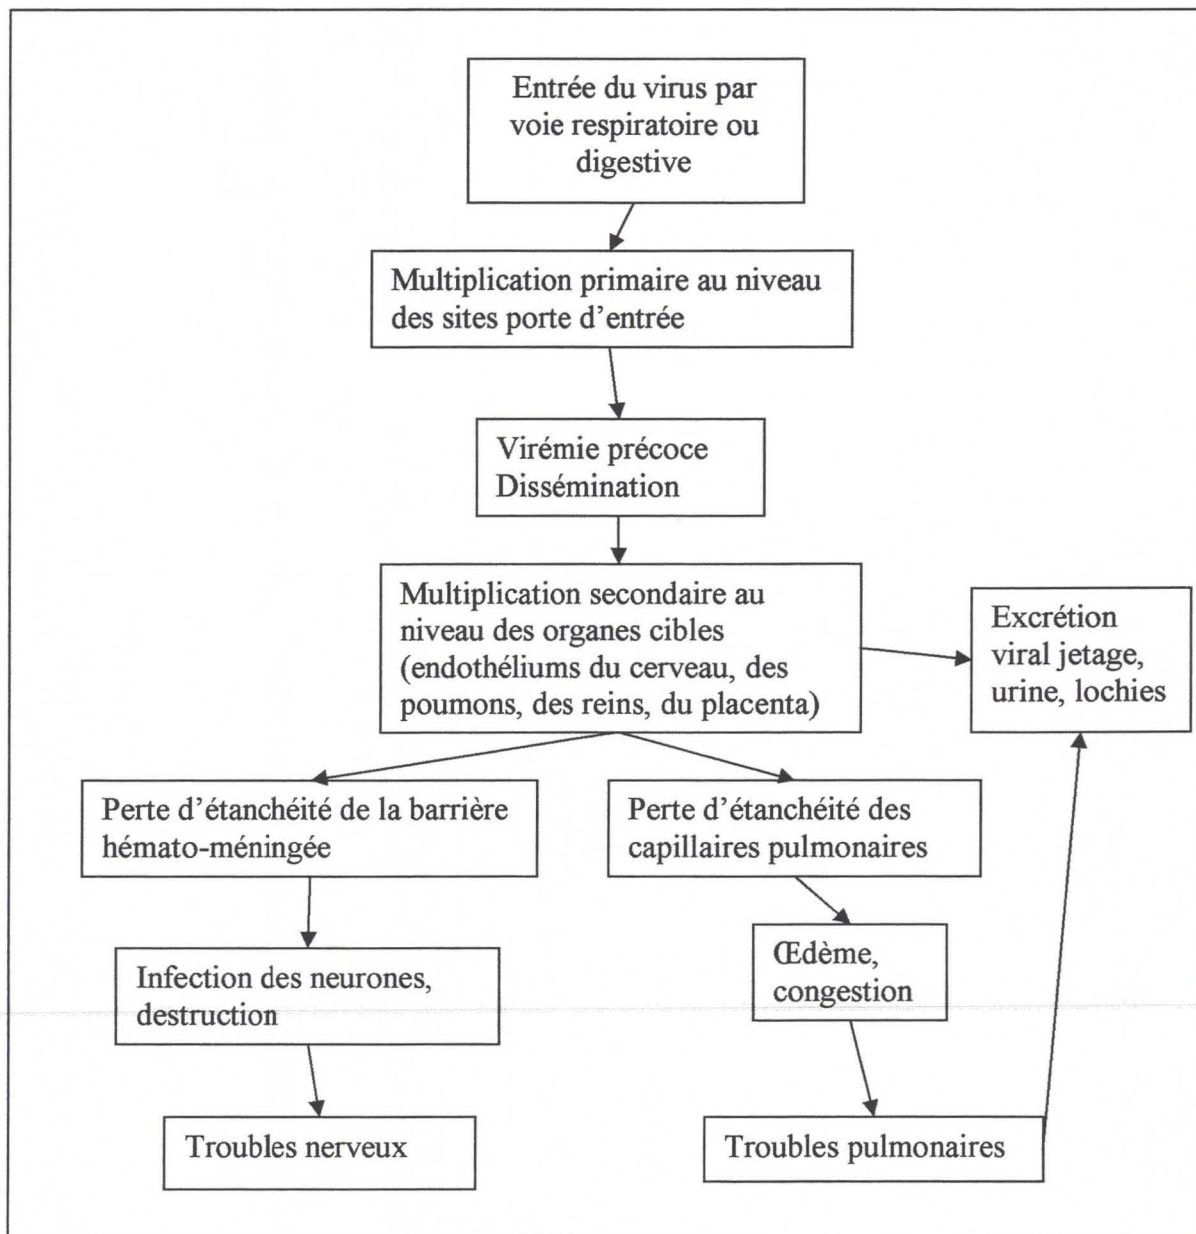 Entrée du virus par
voie respiratoire ou
digestive
Multiplication primaire au niveau
des sites porte d'entrée
Virémie précoce
Dissémination
Multiplication secondaire au
niveau des organes cibles
(endothéliums du cerveau, des
poumons, des reins, du placenta)
Excrétion
viral jetage,
urine, lochies
Perte d'étanchéité de la barrière
hémato-méningée
Perte d'étanchéité des
capillaires pulmonaires
Infection des neurones,
destruction
Œdème,
congestion
Troubles nerveux
Troubles pulmonaires